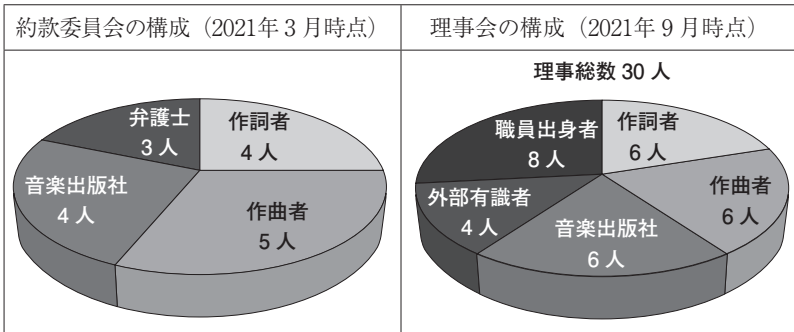 約款委員会の構成（2021年3月時点）
弁護士
3人
作詞者
4人
音楽出版社
4人
作曲者
5人
理事会の構成（2021年9月時点）
理事総数 30 人
職員出身者
8人
作詞者
6人
外部有識者
4人
作曲者
6人
音楽出版社
6人